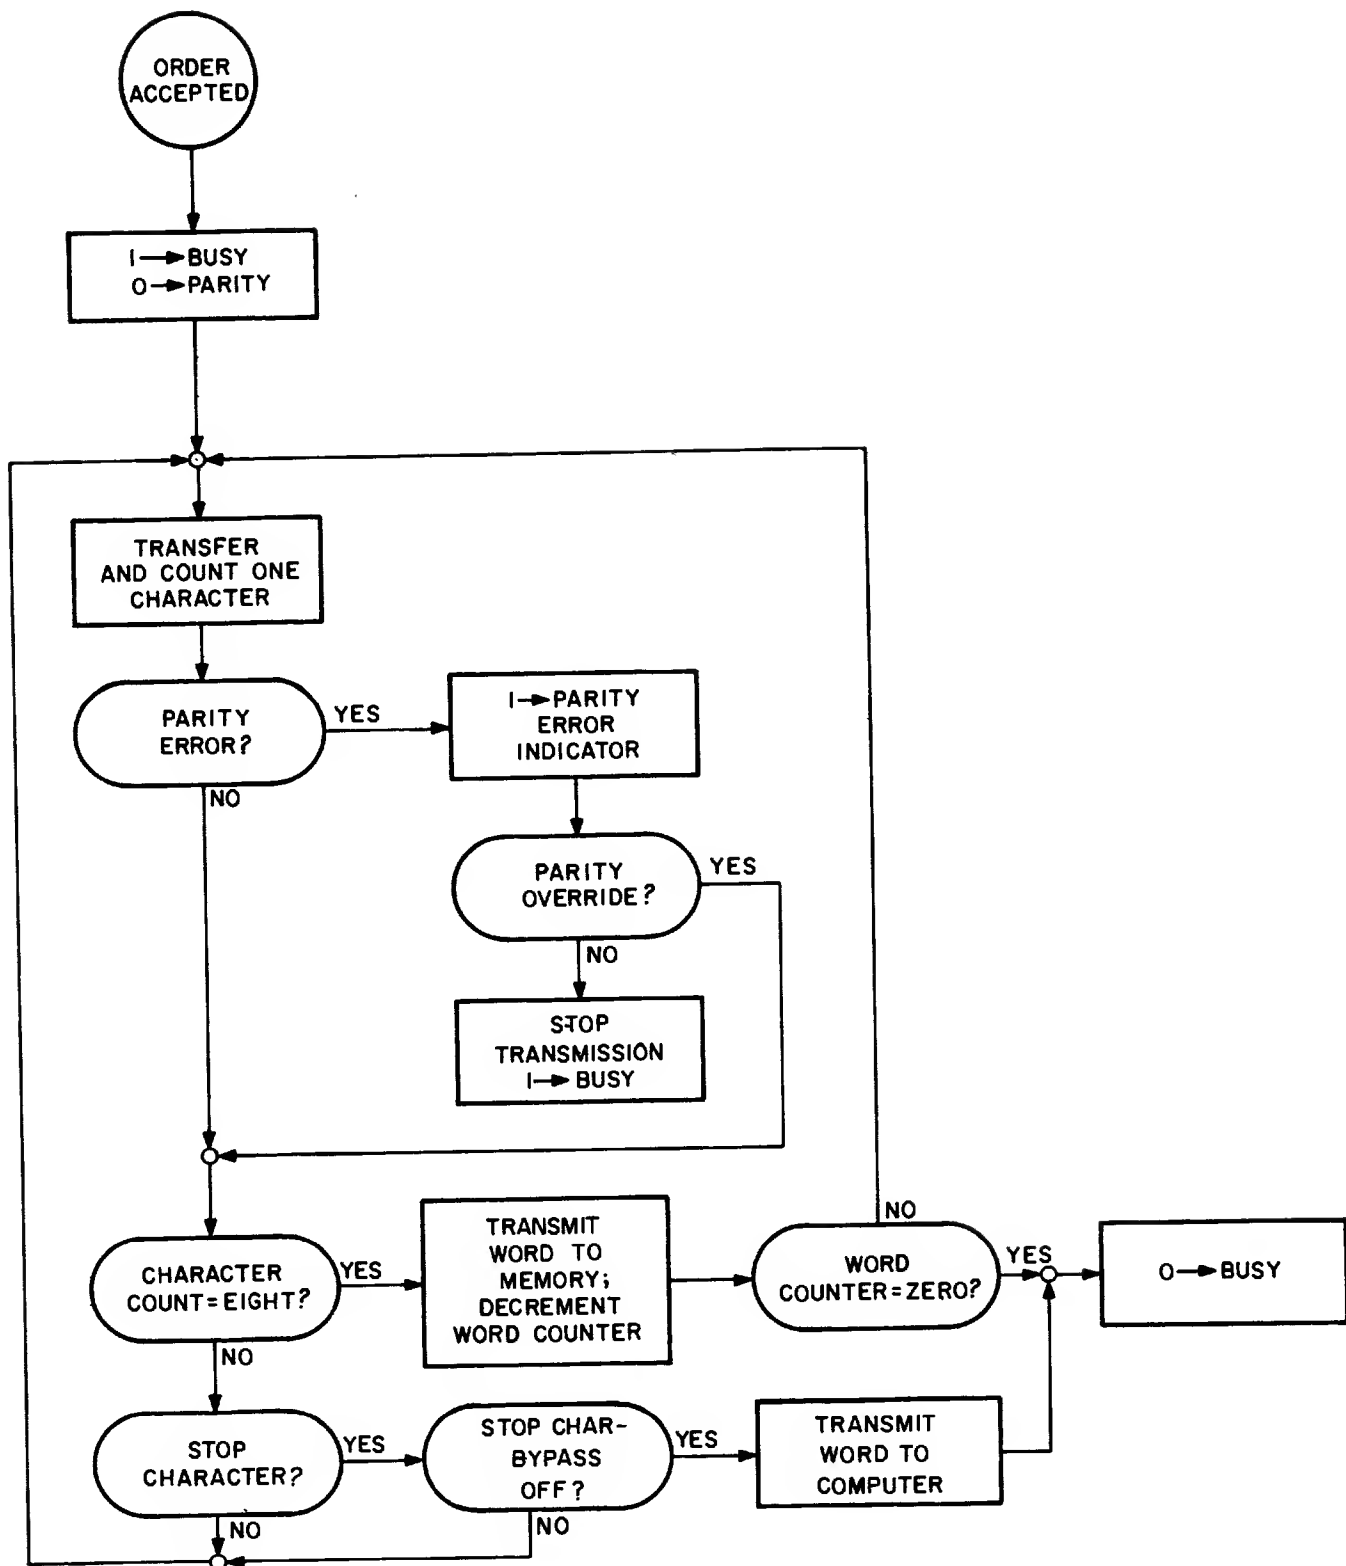 ORDER
ACCEPTED
1→BUSY
0→PARITY
TRANSFER
AND COUNT ONE
CHARACTER
PARITY
ERROR?
YES
NO
1→PARITY
ERROR
INDICATOR
PARITY
OVERRIDE?
YES
NO
STOP
TRANSMISSION
1→BUSY
CHARACTER
COUNT=EIGHT?
YES
NO
TRANSMIT
WORD TO
MEMORY;
DECREMENT
WORD COUNTER
NO
WORD
COUNTER=ZERO?
YES
0→BUSY
STOP
CHARACTER?
YES
NO
STOP CHAR-
BYPASS
OFF?
YES
NO
TRANSMIT
WORD TO
COMPUTER